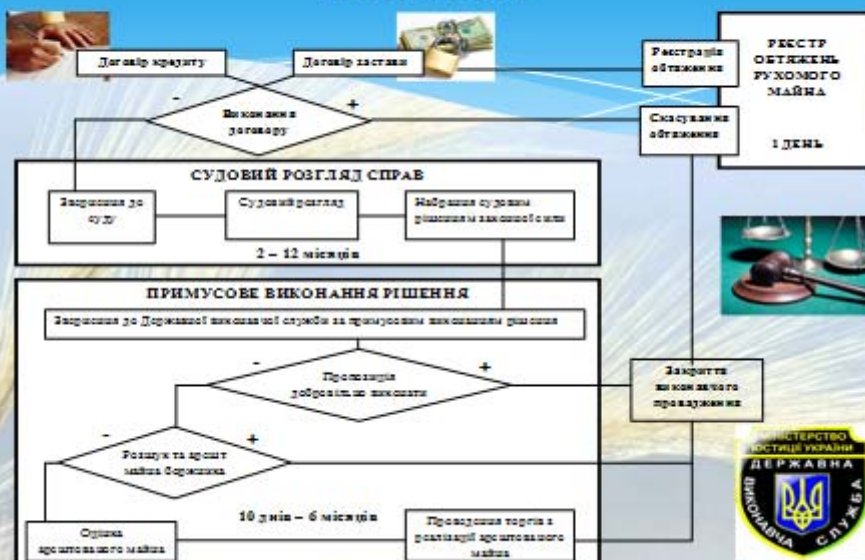 Договір кредиту
Договір застави
Реєстрація
обтяження
РЕЄСТР
ОБТЯЖЕНЬ
РУХОМОГО
МАЙНА
1 ДЕНЬ
-
+
Виконання
договору
Скасування
обтяження
СУДОВИЙ РОЗГЛЯД СПРАВ
Звернення до
суду
Судовий розгляд
Набрання судовим
рішенням законної сили
2 – 12 місяців
ПРИМУСОВЕ ВИКОНАННЯ РІШЕННЯ
Звернення до Державної виконавчої служби за примусовим виконанням рішення
-
+
Пропозиція
добровільно виконати
Закриття
виконавчого
провадження
-
+
Розшук та арешт
майна боржника
10 днів – 6 місяців
Оцінка
арештованого майна
Проведення торгів з
реалізації арештованого
майна
МІНІСТЕРСТВО
ЮСТИЦІЇ УКРАЇНИ
ДЕРЖАВНА
ВИКОНАВЧА
СЛУЖБА